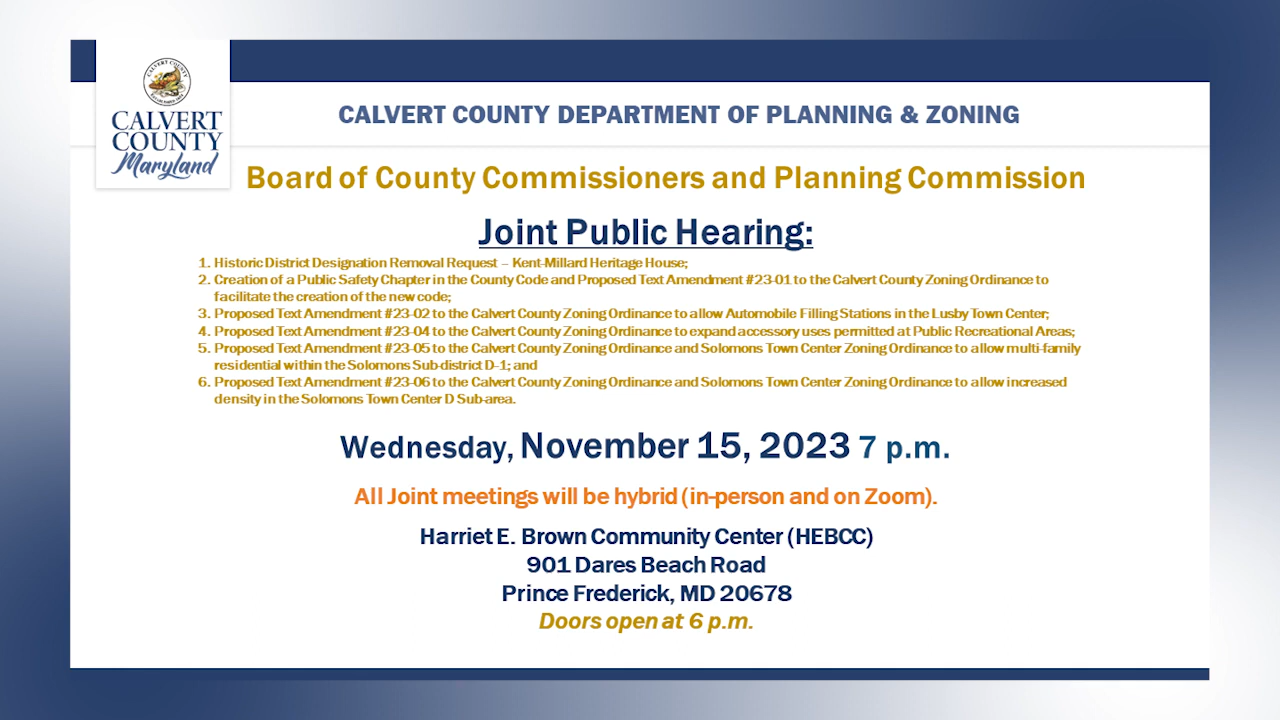 CALVERT COUNTY
CALVERT
COUNTY
Maryland
CALVERT COUNTY DEPARTMENT OF PLANNING & ZONING
Board of County Commissioners and Planning Commission
Joint Public Hearing:
1. Historic District Designation Removal Request – Kent-Millard Heritage House;
2. Creation of a Public Safety Chapter in the County Code and Proposed Text Amendment #23-01 to the Calvert County Zoning Ordinance to
facilitate the creation of the new code;
3. Proposed Text Amendment #23-02 to the Calvert County Zoning Ordinance to allow Automobile Filling Stations in the Lusby Town Center;
4. Proposed Text Amendment #23-04 to the Calvert County Zoning Ordinance to expand accessory uses permitted at Public Recreational Areas;
5. Proposed Text Amendment #23-05 to the Calvert County Zoning Ordinance and Solomons Town Center Zoning Ordinance to allow multi-family
residential within the Solomons Sub-district D-1; and
6. Proposed Text Amendment #23-06 to the Calvert County Zoning Ordinance and Solomons Town Center Zoning Ordinance to allow increased
density in the Solomons Town Center D Sub-area.
Wednesday, November 15, 2023 7 p.m.
All Joint meetings will be hybrid (in-person and on Zoom).
Harriet E. Brown Community Center (HEBCC)
901 Dares Beach Road
Prince Frederick, MD 20678
Doors open at 6 p.m.